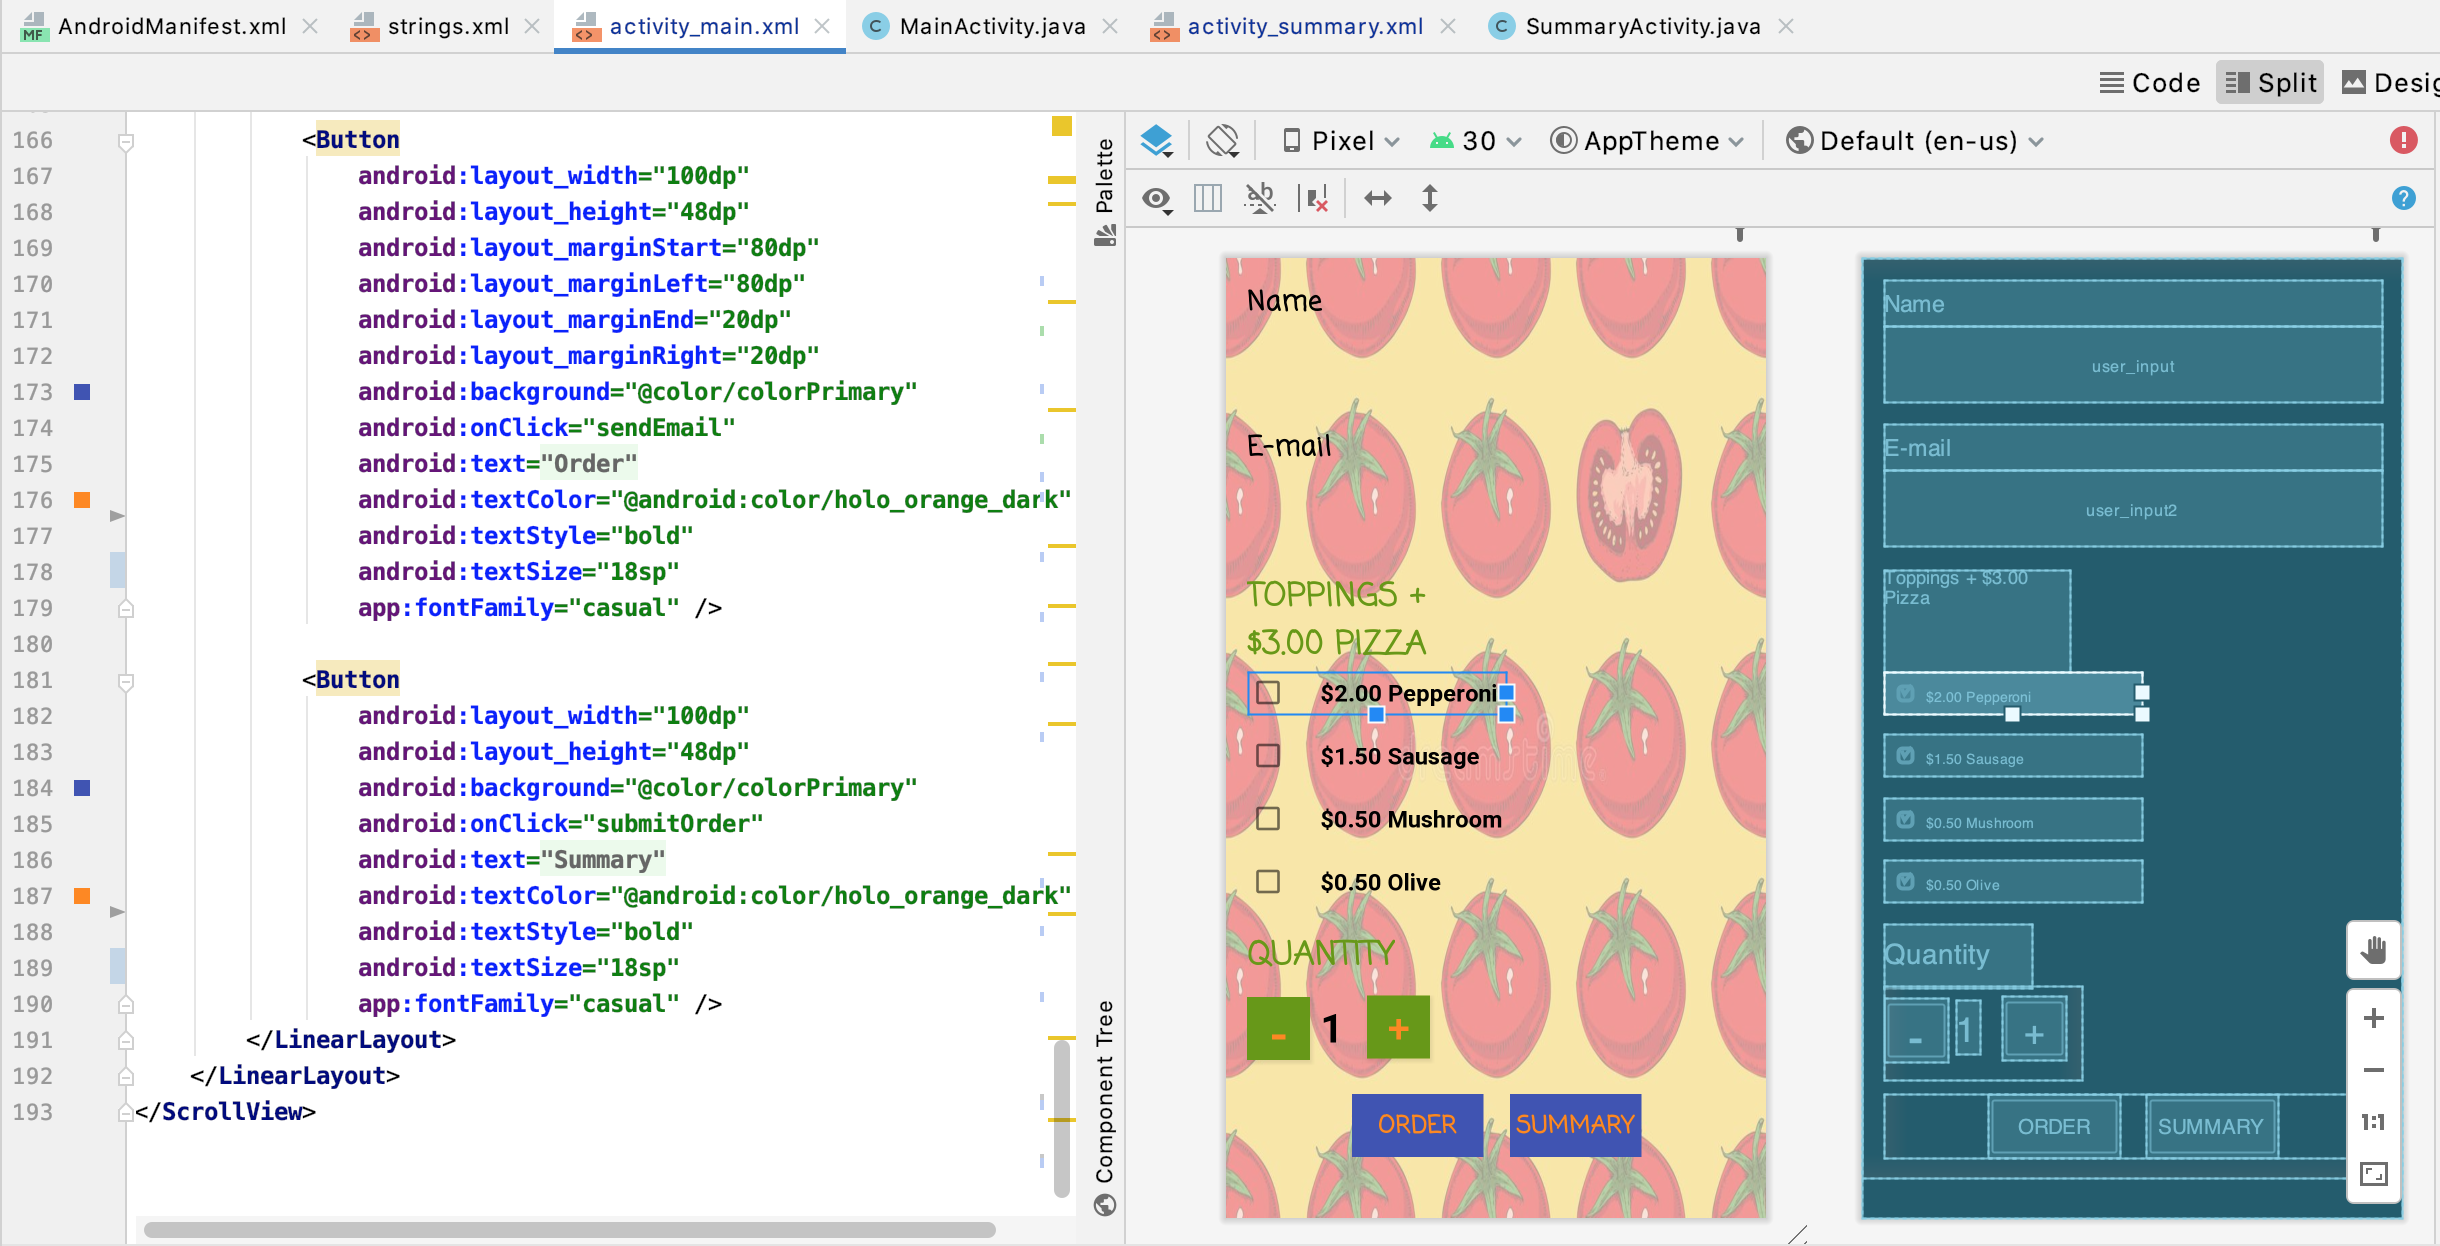 AndroidManifest.xml strings.xml activity_main.xml MainActivity.java activity_summary.xml SummaryActivity.java
Code Split
166 <Button
167 android:layout_width="100dp"
168 android:layout_height="48dp"
169 android:layout_marginStart="80dp"
170 android:layout_marginLeft="80dp"
171 android:layout_marginEnd="20dp"
172 android:layout_marginRight="20dp"
173 android:background="@color/colorPrimary"
174 android:onClick="sendEmail"
175 android:text="Order"
176 android:textColor="@android:color/holo_orange_dark"
177 android:textStyle="bold"
178 android:textSize="18sp"
179 app:fontFamily="casual" />
180
181 <Button
182 android:layout_width="100dp"
183 android:layout_height="48dp"
184 android:background="@color/colorPrimary"
185 android:onClick="submitOrder"
186 android:text="Summary"
187 android:textColor="@android:color/holo_orange_dark"
188 android:textStyle="bold"
189 android:textSize="18sp"
190 app:fontFamily="casual" />
191 </LinearLayout>
192 </LinearLayout>
193 </ScrollView>
Palette
Component Tree
Pixel 30 AppTheme Default (en-us)
Name
E-mail
TOPPINGS +
$3.00 PIZZA
$2.00 Pepperoni
$1.50 Sausage
$0.50 Mushroom
$0.50 Olive
QUANTITY
- 1 +
ORDER SUMMARY
Name
user_input
E-mail
user_input2
Toppings + $3.00
Pizza
$2.00 Pepperoni
$1.50 Sausage
$0.50 Mushroom
$0.50 Olive
Quantity
- 1 +
ORDER SUMMARY
1:1